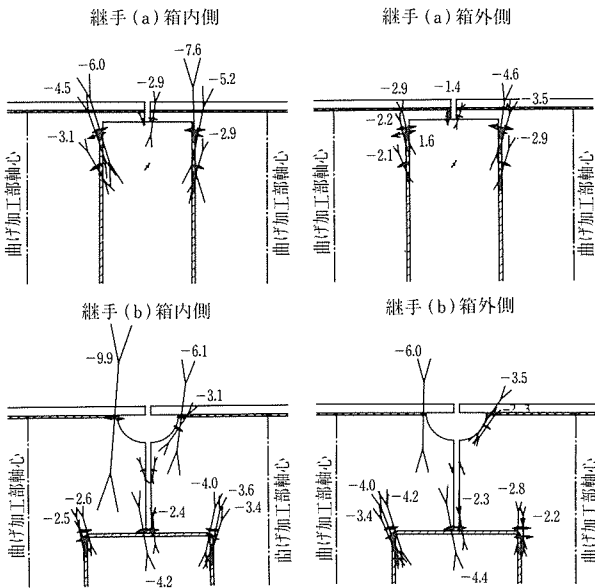 継手(a)箱内側
-6.0
-4.5
-2.9
-7.6
-5.2
-3.1
-2.9
曲げ加工部軸心
曲げ加工部軸心
継手(a)箱外側
-2.9
-1.4
-4.6
-3.5
-2.2
1.6
-2.9
-2.1
曲げ加工部軸心
曲げ加工部軸心
継手(b)箱内側
-9.9
-6.1
-3.1
-2.6
-2.5
-2.4
-4.0
-3.6
-3.4
-4.2
曲げ加工部軸心
曲げ加工部軸心
継手(b)箱外側
-6.0
-3.5
-4.0
-4.2
-3.4
-2.3
-2.8
-2.2
-4.4
曲げ加工部軸心
曲げ加工部軸心